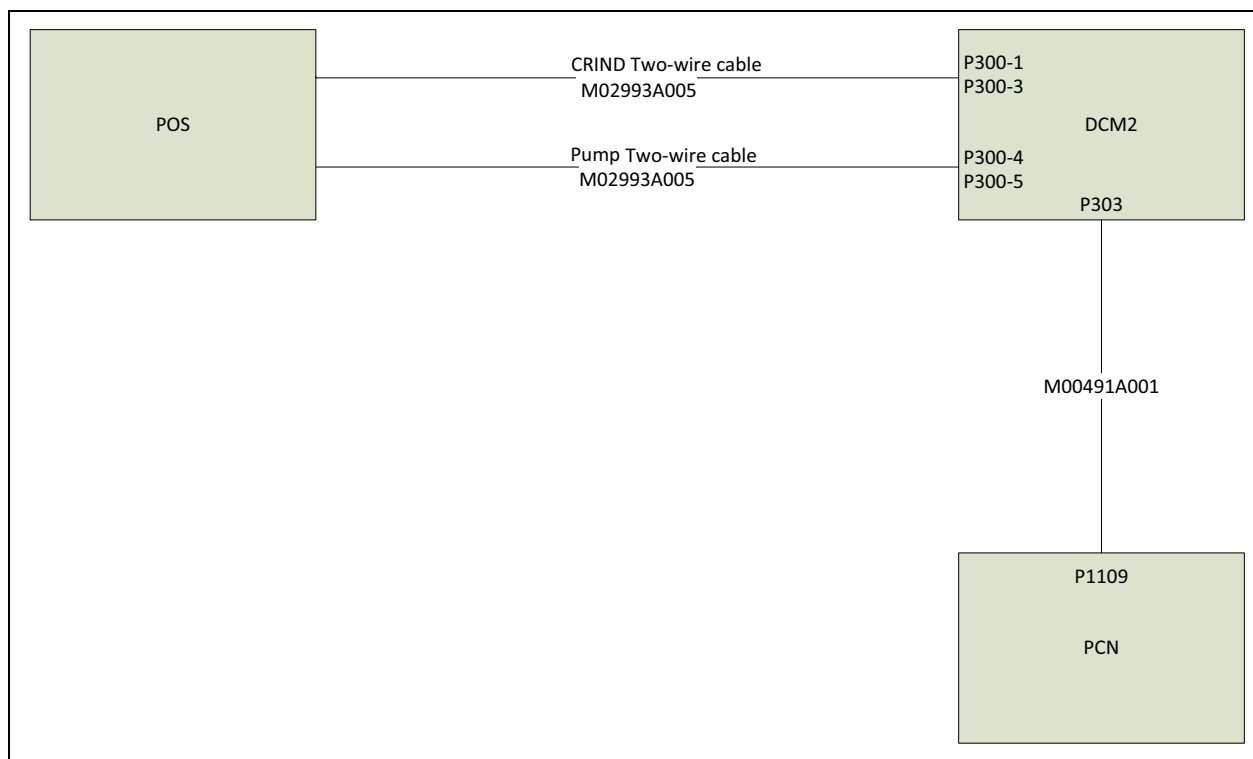 CRIND Two-wire cable
M02993A005
P300-1
P300-3
POS
DCM2
Pump Two-wire cable
M02993A005
P300-4
P300-5
P303
M00491A001
P1109
PCN